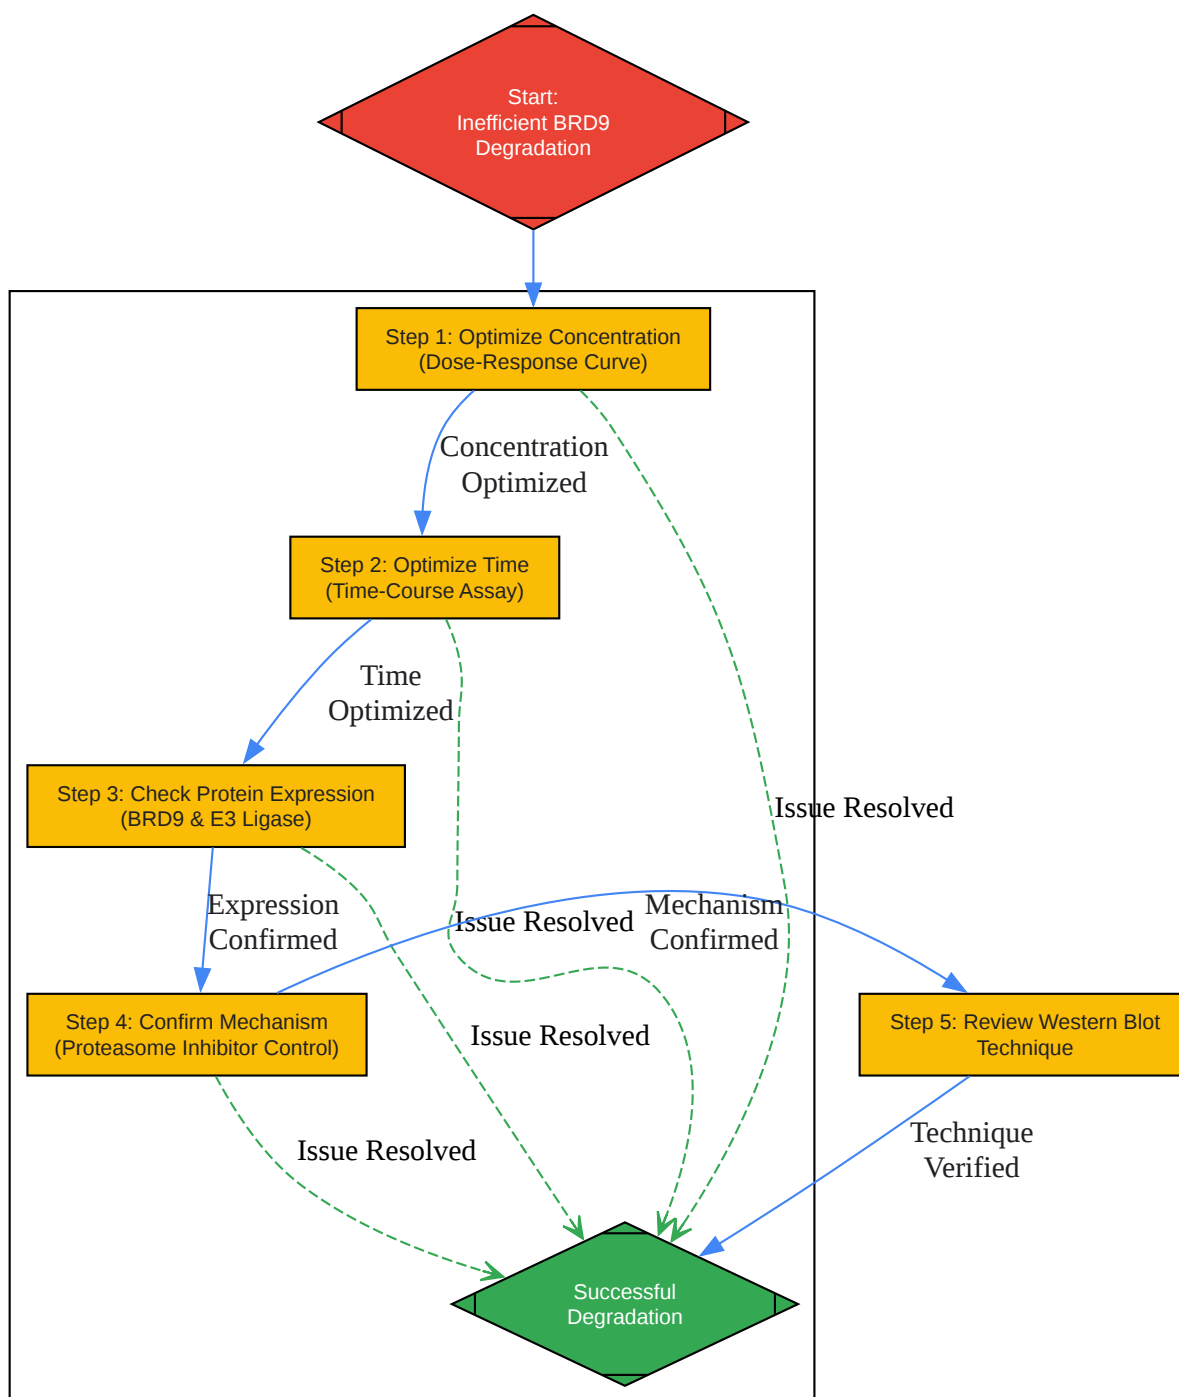 Start:
Inefficient BRD9
Degradation
Step 1: Optimize Concentration
(Dose-Response Curve)
Concentration
Optimized
Step 2: Optimize Time
(Time-Course Assay)
Time
Optimized
Step 3: Check Protein Expression
(BRD9 & E3 Ligase)
Issue Resolved
Expression
Confirmed
Issue Resolved
Mechanism
Confirmed
Step 4: Confirm Mechanism
(Proteasome Inhibitor Control)
Issue Resolved
Step 5: Review Western Blot
Technique
Issue Resolved
Technique
Verified
Successful
Degradation